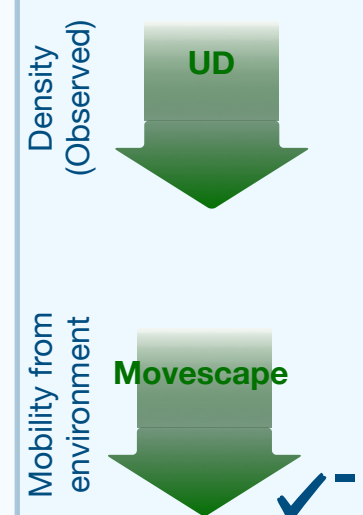 Density
(Observed)
UD
Mobility from
environment
Movescape
✓-